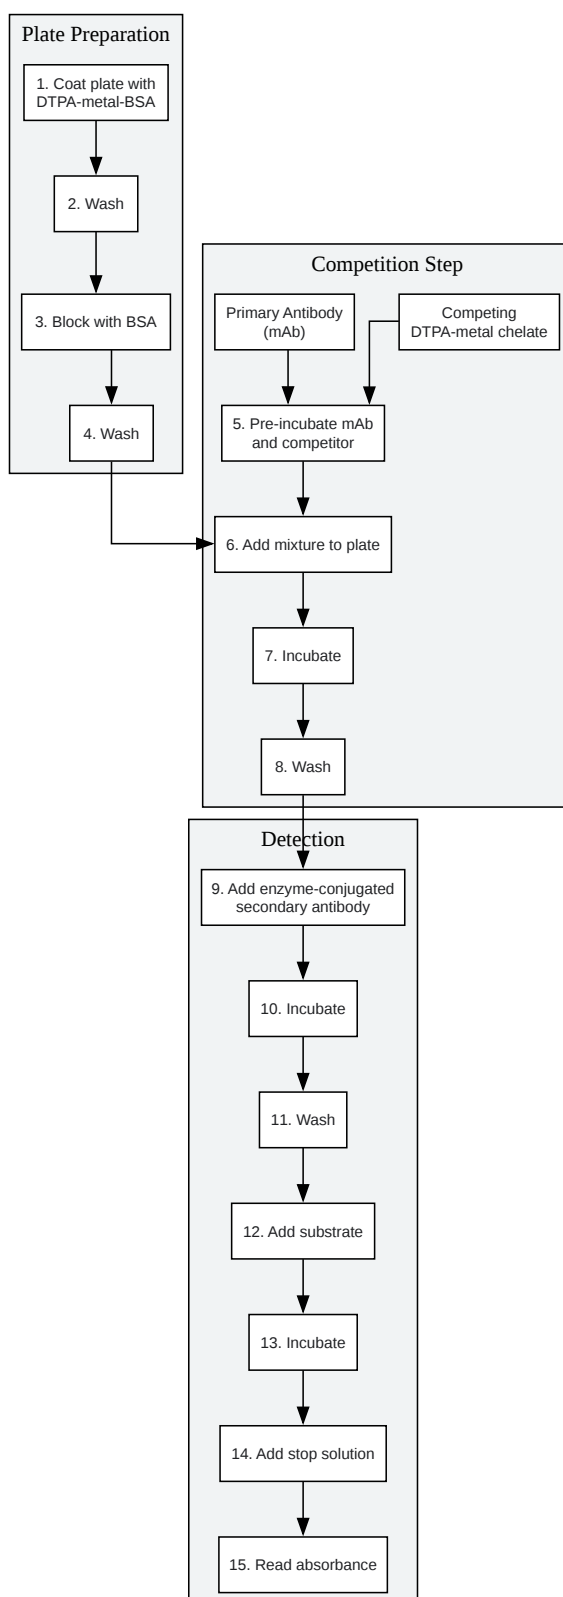 Plate Preparation
1. Coat plate with
DTPA-metal-BSA
2. Wash
3. Block with BSA
4. Wash
Competition Step
Primary Antibody
(mAb)
Competing
DTPA-metal chelate
5. Pre-incubate mAb
and competitor
6. Add mixture to plate
7. Incubate
8. Wash
Detection
9. Add enzyme-conjugated
secondary antibody
10. Incubate
11. Wash
12. Add substrate
13. Incubate
14. Add stop solution
15. Read absorbance